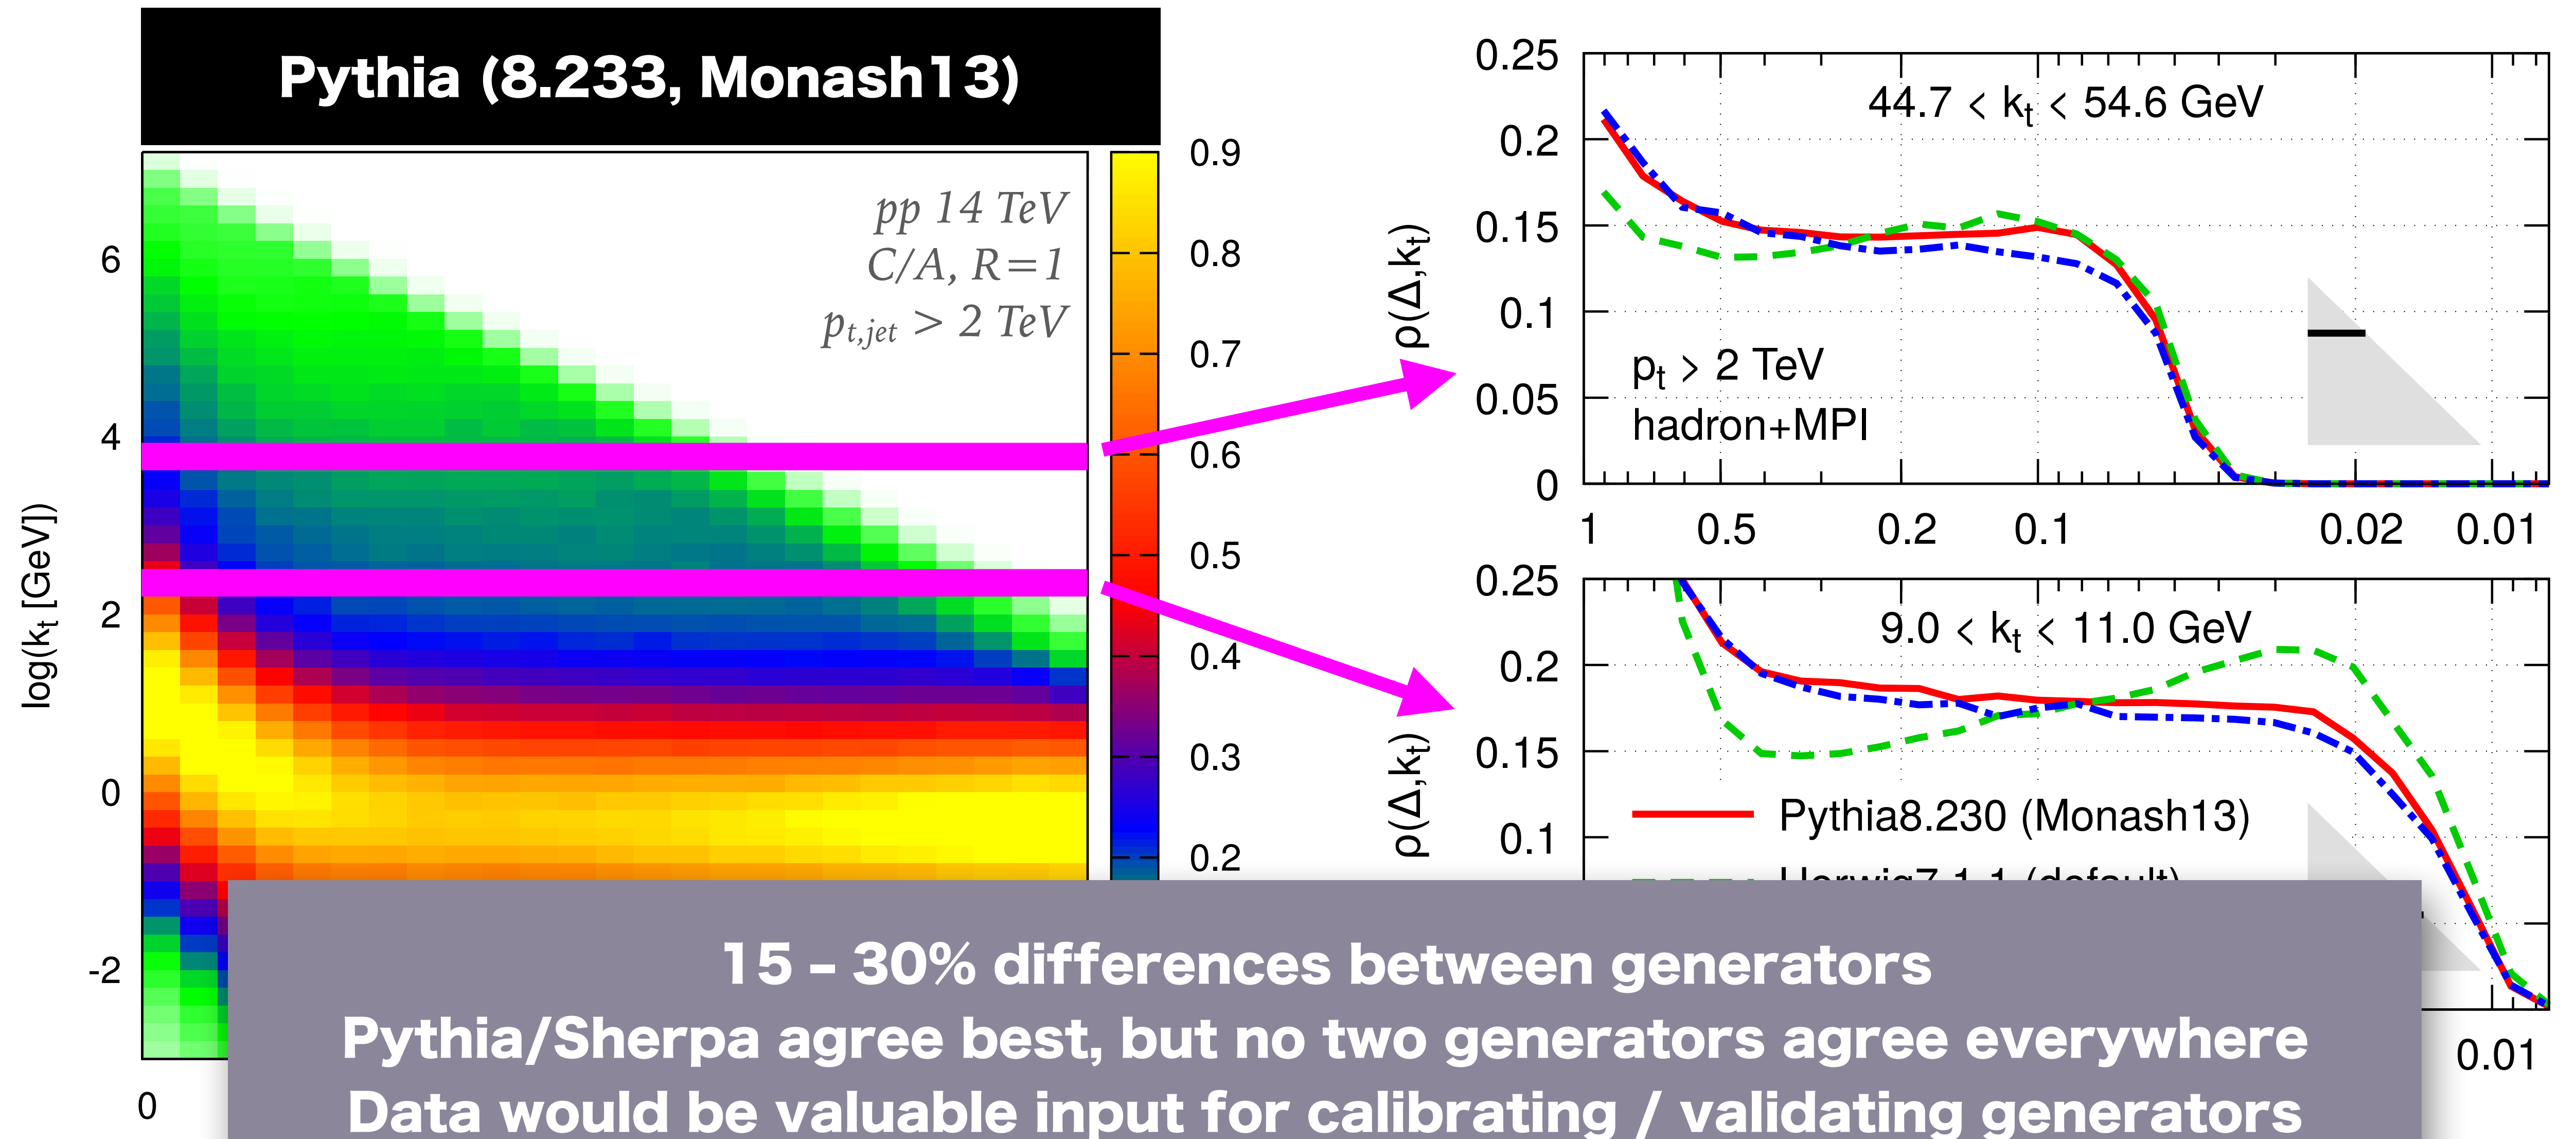 Pythia (8.233, Monash13)
pp 14 TeV
C/A, R=1
pt,jet > 2 TeV
log(kt [GeV])
6
4
2
0
-2
0
0.9
0.8
0.7
0.6
0.5
0.4
0.3
0.2
ρ(Δ,kt)
0.25
0.2
0.15
0.1
0.05
0
44.7 < kt < 54.6 GeV
pt > 2 TeV
hadron+MPI
1 0.5 0.2 0.1 0.02 0.01
ρ(Δ,kt)
0.25
0.2
0.15
0.1
9.0 < kt < 11.0 GeV
Pythia8.230 (Monash13)
Herwig7.1.1 (default)
0.01
15 – 30% differences between generators
Pythia/Sherpa agree best, but no two generators agree everywhere
Data would be valuable input for calibrating / validating generators